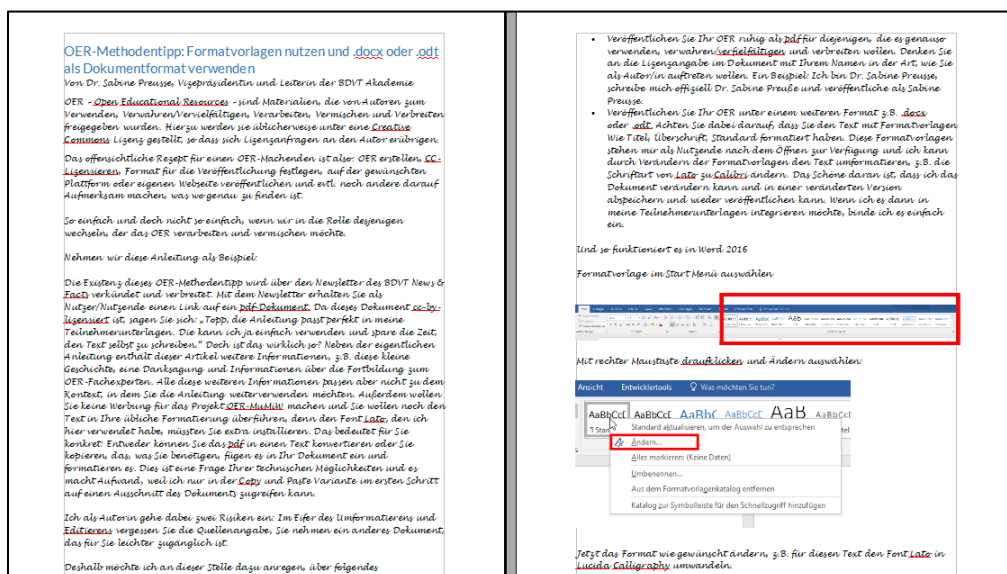 OER-Methodentipp: Formatvorlagen nutzen und .docx oder .odt
als Dokumentformat verwenden
Von Dr. Sabine Preusse, Vizepräsidentin und Leiterin der BDVT Akademie
OER - Open Educational Resources - sind Materialien, die von Autoren zum
Verwenden, Verwahren/Vervielfältigen, Verarbeiten, Vermischen und Verbreiten
freigegeben wurden. Hierzu werden sie üblicherweise unter eine Creative
Commons Lizenz gestellt, so dass sich Lizenzanfragen an den Autor erübrigen.
Das offensichtliche Rezept für einen OER-Machenden ist also: OER erstellen, CC-
Lizensieren, Format für die Veröffentlichung festlegen, auf der gewünschten
Plattform oder eigenen Webseite veröffentlichen und evtl. noch andere darauf
Aufmerksam machen, was wo genau zu finden ist.
So einfach und doch nicht so einfach, wenn wir in die Rolle desjenigen
wechseln, der das OER verarbeiten und vermischen möchte.
Nehmen wir diese Anleitung als Beispiel:
Die Existenz dieses OER-Methodentipp wird über den Newsletter des BDVT News &
Facts verkündet und verbreitet. Mit dem Newsletter erhalten Sie als
Nutzer/Nutzende einen Link auf ein pdf-Dokument. Da dieses Dokument cc-by-
lizensiert ist, sagen Sie sich: „Topp, die Anleitung passt perfekt in meine
Teilnehmerunterlagen. Die kann ich ja einfach verwenden und spare die Zeit,
den Text selbst zu schreiben." Doch ist das wirklich so? Neben der eigentlichen
Anleitung enthält dieser Artikel weitere Informationen, z.B. diese kleine
Geschichte, eine Danksagung und Informationen über die Fortbildung zum
OER-Fachexperten. Alle diese weiteren Informationen passen aber nicht zu dem
Kontext, in dem Sie die Anleitung weiterverwenden möchten. Außerdem wollen
Sie keine Werbung für das Projekt OER-MuMiW machen und Sie wollen noch den
Text in Ihre übliche Formatierung überführen, denn den Font Lato, den ich
hier verwendet habe, müssten Sie extra installieren. Das bedeutet für Sie
konkret: Entweder können Sie das pdf in einen Text konvertieren oder Sie
kopieren, das, was Sie benötigen, fügen es in Ihr Dokument ein und
formatieren es. Dies ist eine Frage Ihrer technischen Möglichkeiten und es
macht Aufwand, weil ich nur in der Copy und Paste Variante im ersten Schritt
auf einen Ausschnitt des Dokuments zugreifen kann.
Ich als Autorin gehe dabei zwei Risiken ein: Im Eifer des Umformatierens und
Editierens vergessen Sie die Quellenangabe, Sie nehmen ein anderes Dokument,
das für Sie leichter zugänglich ist.
Deshalb möchte ich an dieser Stelle dazu anregen, über folgendes
• Veröffentlichen Sie Ihr OER ruhig als pdf für diejenigen, die es genauso
verwenden, verwahren/verfielfältigen und verbreiten wollen. Denken Sie
an die Lizenzangabe im Dokument mit Ihrem Namen in der Art, wie Sie
als Autor/in auftreten wollen. Ein Beispiel: Ich bin Dr. Sabine Preusse,
schreibe mich offiziell Dr. Sabine Preuße und veröffentliche als Sabine
Preusse.
• Veröffentlichen Sie Ihr OER unter einem weiteren Format z.B. .docx
oder .odt. Achten Sie dabei darauf, dass Sie den Text mit Formatvorlagen
Wie Titel, Überschrift, Standard formatiert haben. Diese Formatvorlagen
stehen mir als Nutzende nach dem Öffnen zur Verfügung und ich kann
durch Verändern der Formatvorlagen den Text umformatieren, z.B. die
Schriftart von Lato zu Calibri ändern. Das Schöne daran ist, dass ich das
Dokument verändern kann und in einer veränderten Version
abspeichern und wieder veröffentlichen kann. Wenn ich es dann in
meine Teilnehmerunterlagen integrieren möchte, binde ich es einfach
ein.
Und so funktioniert es in Word 2016
Formatvorlage im Start Menü auswählen
Mit rechter Maustaste draufklicken und Ändern auswählen:
Ansicht Entwicklertools Was möchten Sie tun?
AaBbCcI AaBbCcD AaBbC AaBbCcD AaB AaBbCcD
¶ Stan
Standard aktualisieren, um der Auswahl zu entsprechen
Ändern...
Alles markieren: (Keine Daten)
Umbenennen...
Aus dem Formatvorlagenkatalog entfernen
Katalog zur Symbolleiste für den Schnellzugriff hinzufügen
Jetzt das Format wie gewünscht ändern, z.B. für diesen Text den Font Lato in
Lucida Calligraphy umwandeln.